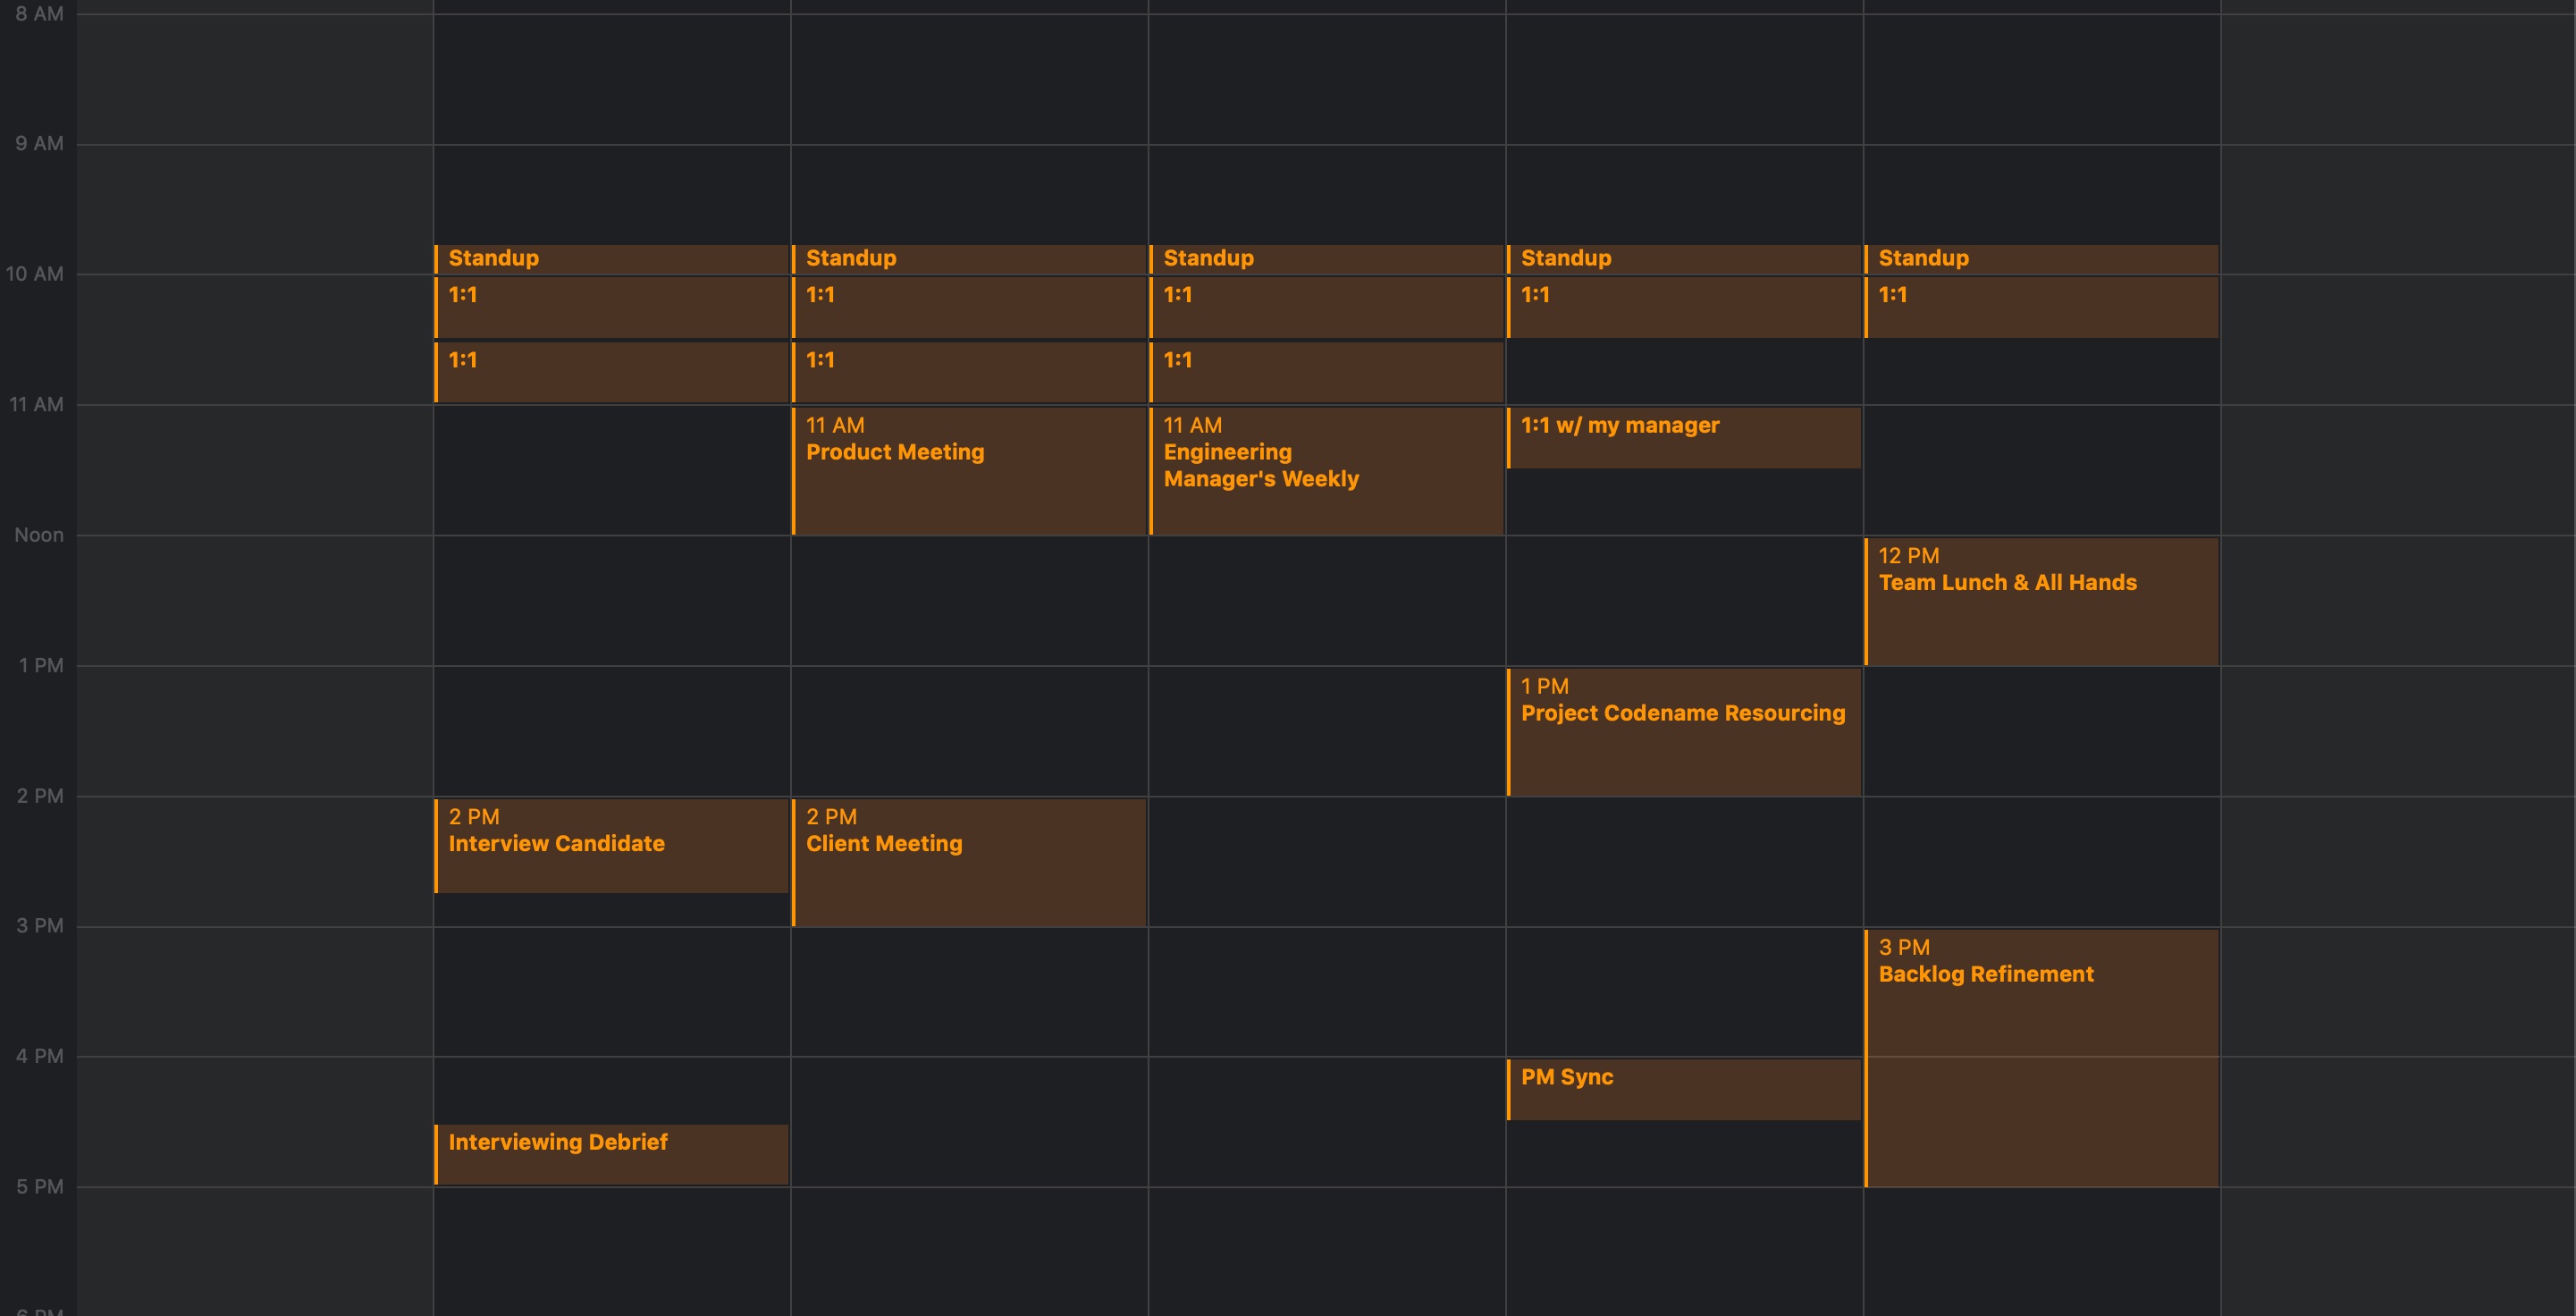 8 AM
9 AM
10 AM
11 AM
Noon
1 PM
2 PM
3 PM
4 PM
5 PM
6 PM
Standup
1:1
1:1
2 PM
Interview Candidate
Interviewing Debrief
Standup
1:1
1:1
11 AM
Product Meeting
2 PM
Client Meeting
Standup
1:1
1:1
11 AM
Engineering
Manager's Weekly
Standup
1:1
1:1 w/ my manager
1 PM
Project Codename Resourcing
PM Sync
Standup
1:1
12 PM
Team Lunch & All Hands
3 PM
Backlog Refinement